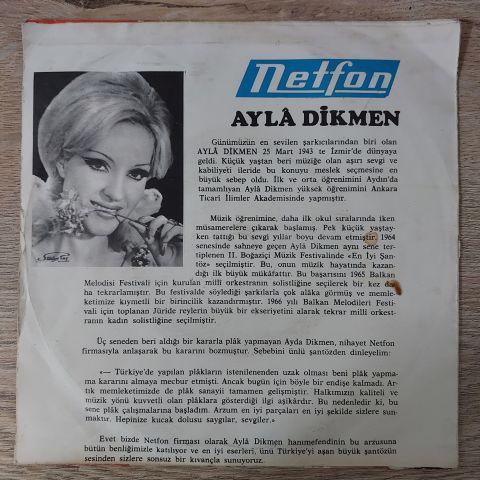 Netfon
AYLÂ DİKMEN
Günümüzün en sevilen şarkıcılarından biri olan
AYLÂ DİKMEN 25 Mart 1943 te İzmir'de dünyaya
geldi. Küçük yaştan beri müziğe olan aşırı sevgi ve
kabiliyeti ileride bu konuyu meslek seçmesine en
büyük sebep oldu. İlk ve orta öğrenimini Aydın'da
tamamlıyan Aylâ Dikmen yüksek öğrenimini Ankara
Ticari İlimler Akademisinde yapmıştır.
Müzik öğrenimine, daha ilk okul sıralarında iken
müsamerelere çıkarak başlamış. Pek küçük yaştay-
ken tattığı bu sevgi yıllar boyu devam etmiştir. 1964
senesinde sahneye geçen Aylâ Dikmen aynı sene ter-
tiplenen II. Boğaziçi Müzik Festivalinde «En İyi Şan-
töz» seçilmiştir. Bu, onun müzik hayatında kazan-
dığı ilk büyük mükâfattır. Bu başarısını 1965 Balkan
Melodisi Festivali için kurulan millî orkestranın solistliğine seçilerek bir kez da-
ha tekrarlamıştır. Bu festivalde söylediği şarkılarla çok alâka görmüş ve memle-
ketimize kıymetli bir birincilik kazandırmıştır. 1966 yılı Balkan Melodileri Festi-
vali için toplanan Jüride reylerin büyük bir ekseriyetini alarak tekrar millî orkestra-
nın kadın solistliğine seçilmiştir.
Üç seneden beri aldığı bir kararla plâk yapmayan Ayda Dikmen, nihayet Netfon
firmasıyla anlaşarak bu kararını bozmuştur. Sebebini ünlü şantözden dinleyelim:
«— Türkiye'de yapılan plâkların istenilenenden uzak olması beni plâk yapma-
ma kararını almaya mecbur etmişti. Ancak bugün için böyle bir endişe kalmadı. Ar-
tık memleketimizde de plâk sanayii tamamen gelişmiştir. Halkımızın kaliteli ve
müzik yönü kuvvetli olan plâklara gösterdiği ilgi aşikârdır. Bu nedenledir ki, bu
sene plâk çalışmalarına başladım. Arzum en iyi parçaları en iyi şekilde sizlere sun-
maktır. Hepinize kucak dolusu saygılar, sevgiler.»
Evet bizde Netfon firması olarak Aylâ Dikmen hanımefendinin bu arzusuna
bütün benliğimizle katılıyor ve en iyi eserleri, ünü Türkiye'yi aşan büyük şantözün
sesinden sizlere sonsuz bir kıvançla sunuyoruz.